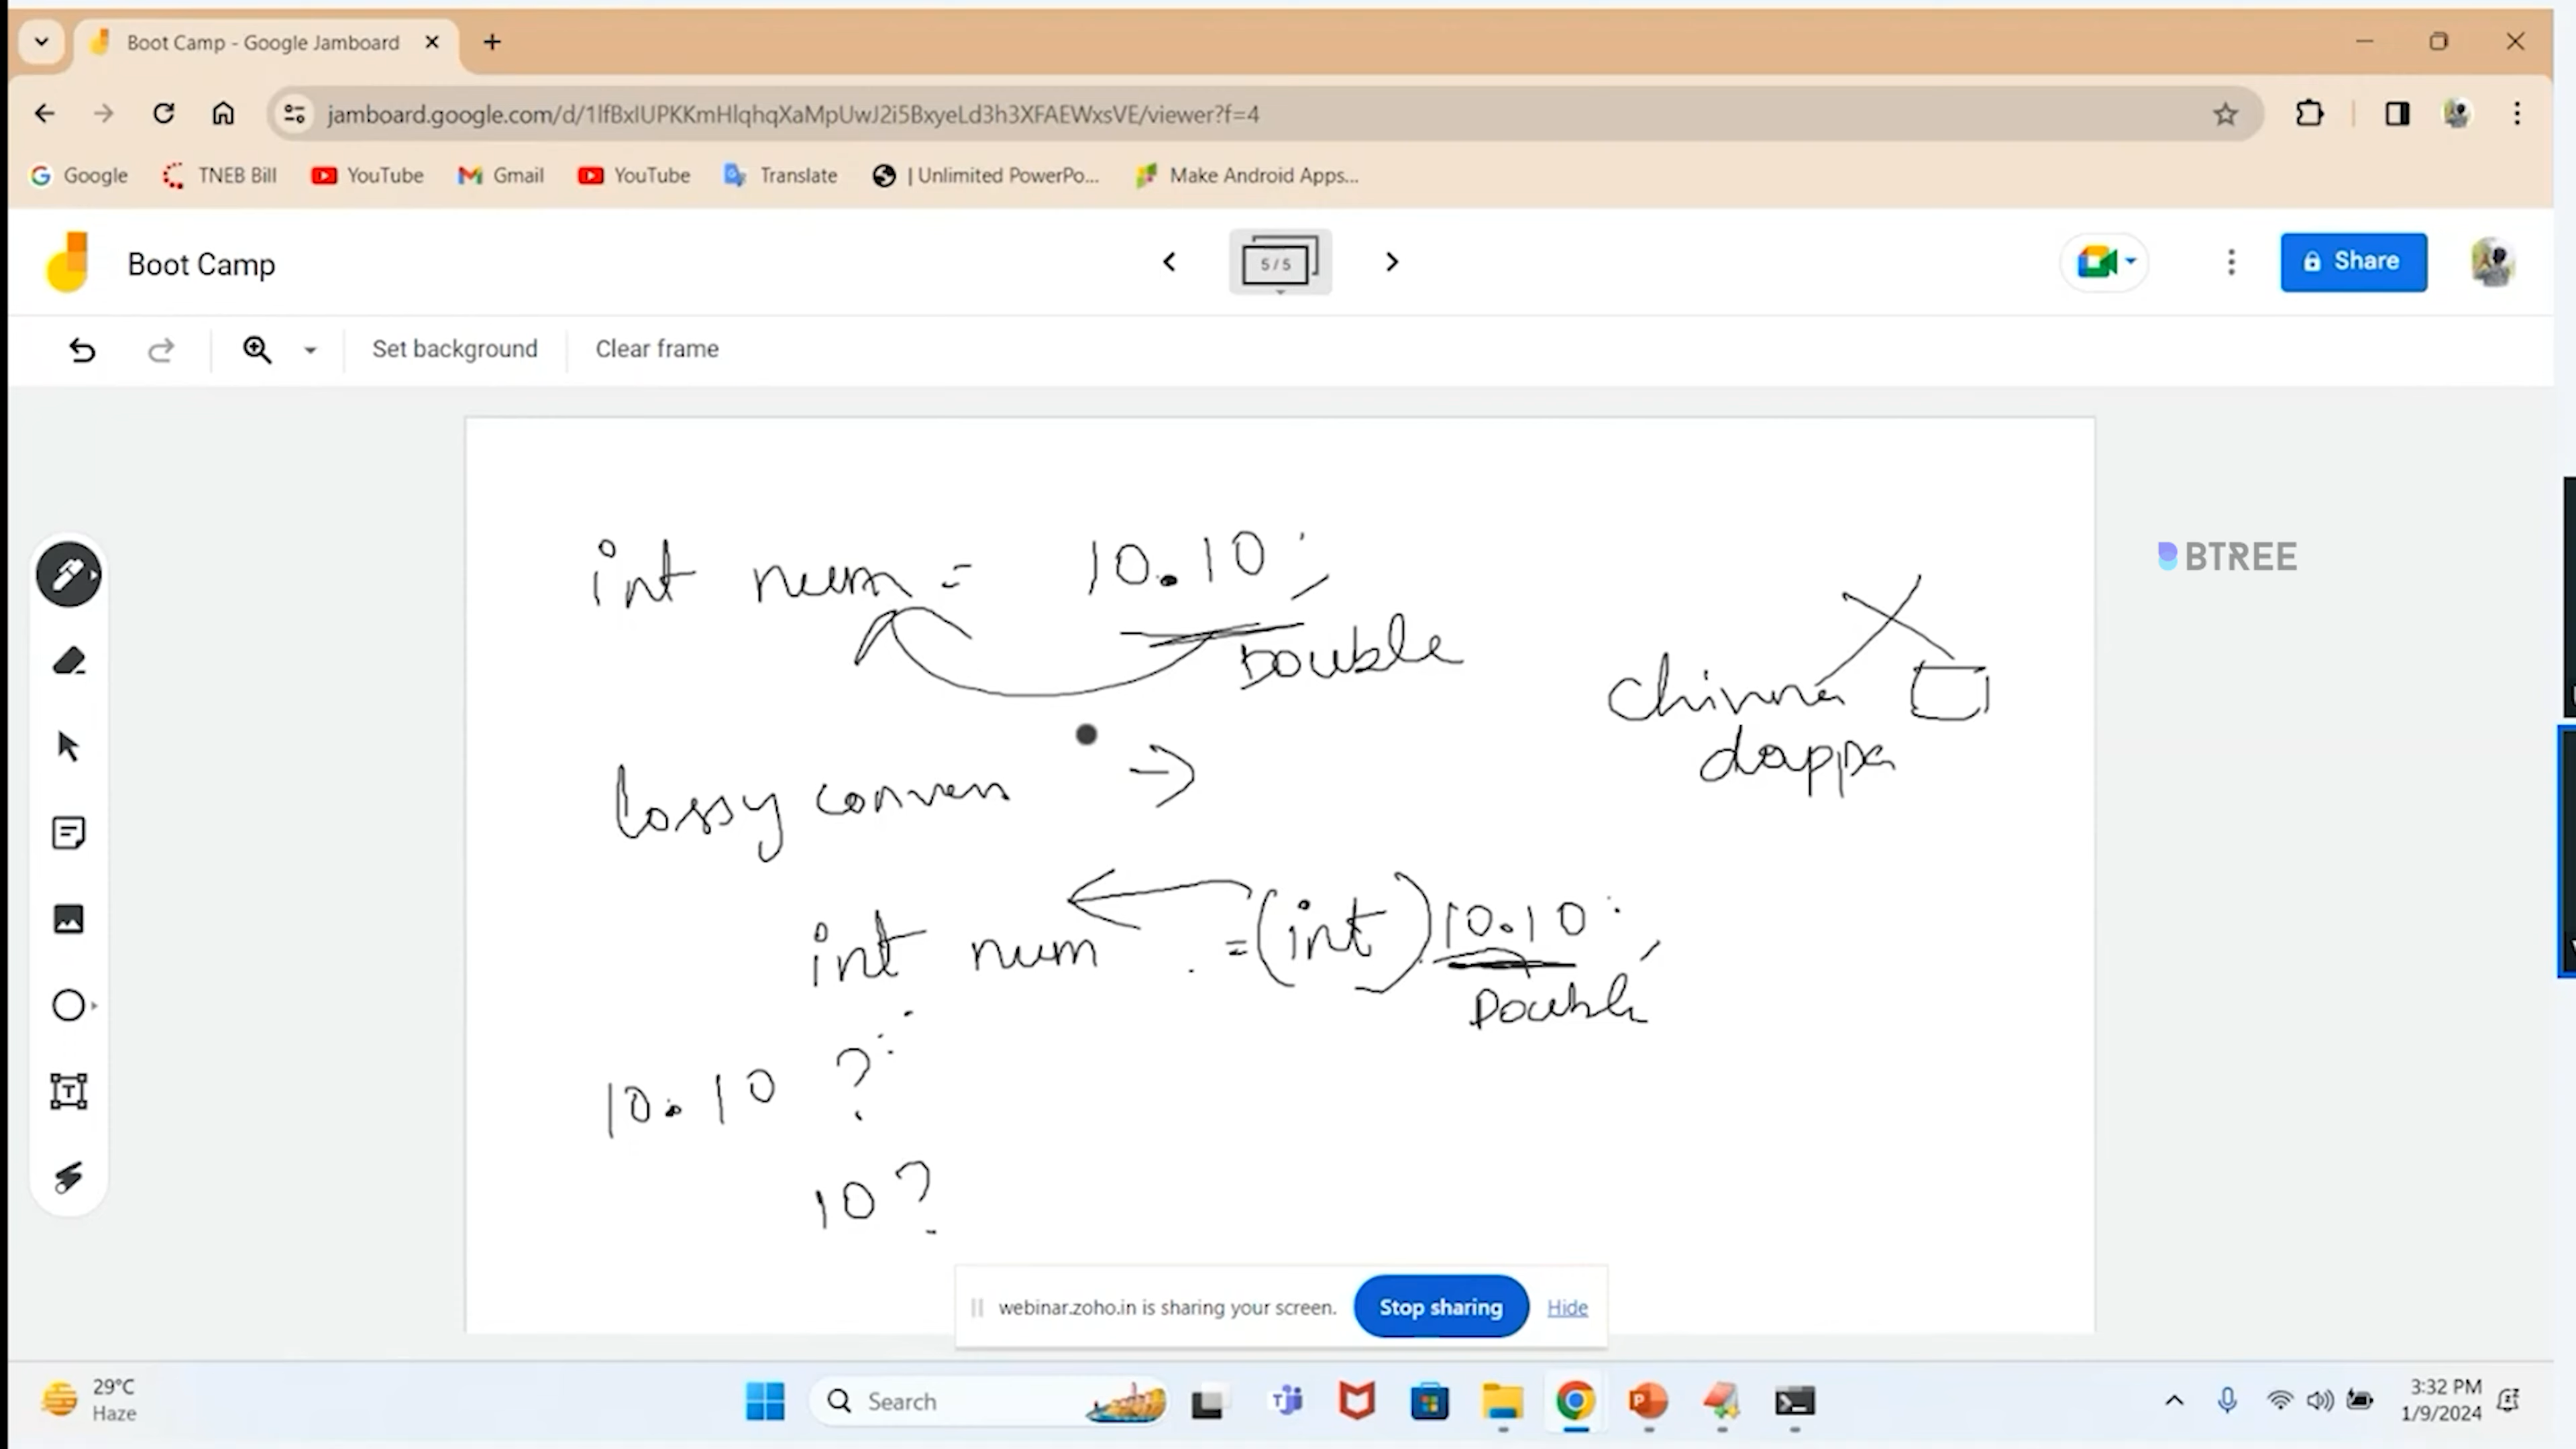 Boot Camp - Google Jamboard
jamboard.google.com/d/1lfBxIUPKKmHlqhqXaMpUwJ2i5BxyeLd3h3XFAEWxsVE/viewer?f=4
Google TNEB Bill YouTube Gmail YouTube Translate | Unlimited PowerPo... Make Android Apps...
Boot Camp 5 / 5 Share
Set background Clear frame
int num = 10.10;
Double
BTREE
chinna
dappa
lossy convers →
int num = (int) 10.10;
Double
10.10 ?
10 ?
webinar.zoho.in is sharing your screen. Stop sharing Hide
29°C
Haze
Search
3:32 PM
1/9/2024